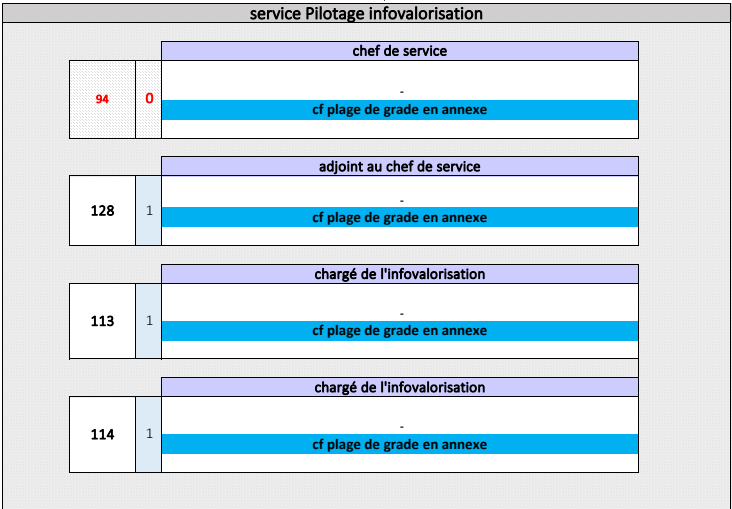 service Pilotage infovalorisation
chef de service
94 0 -
cf plage de grade en annexe
adjoint au chef de service
128 1 -
cf plage de grade en annexe
chargé de l'infovalorisation
113 1 -
cf plage de grade en annexe
chargé de l'infovalorisation
114 1 -
cf plage de grade en annexe